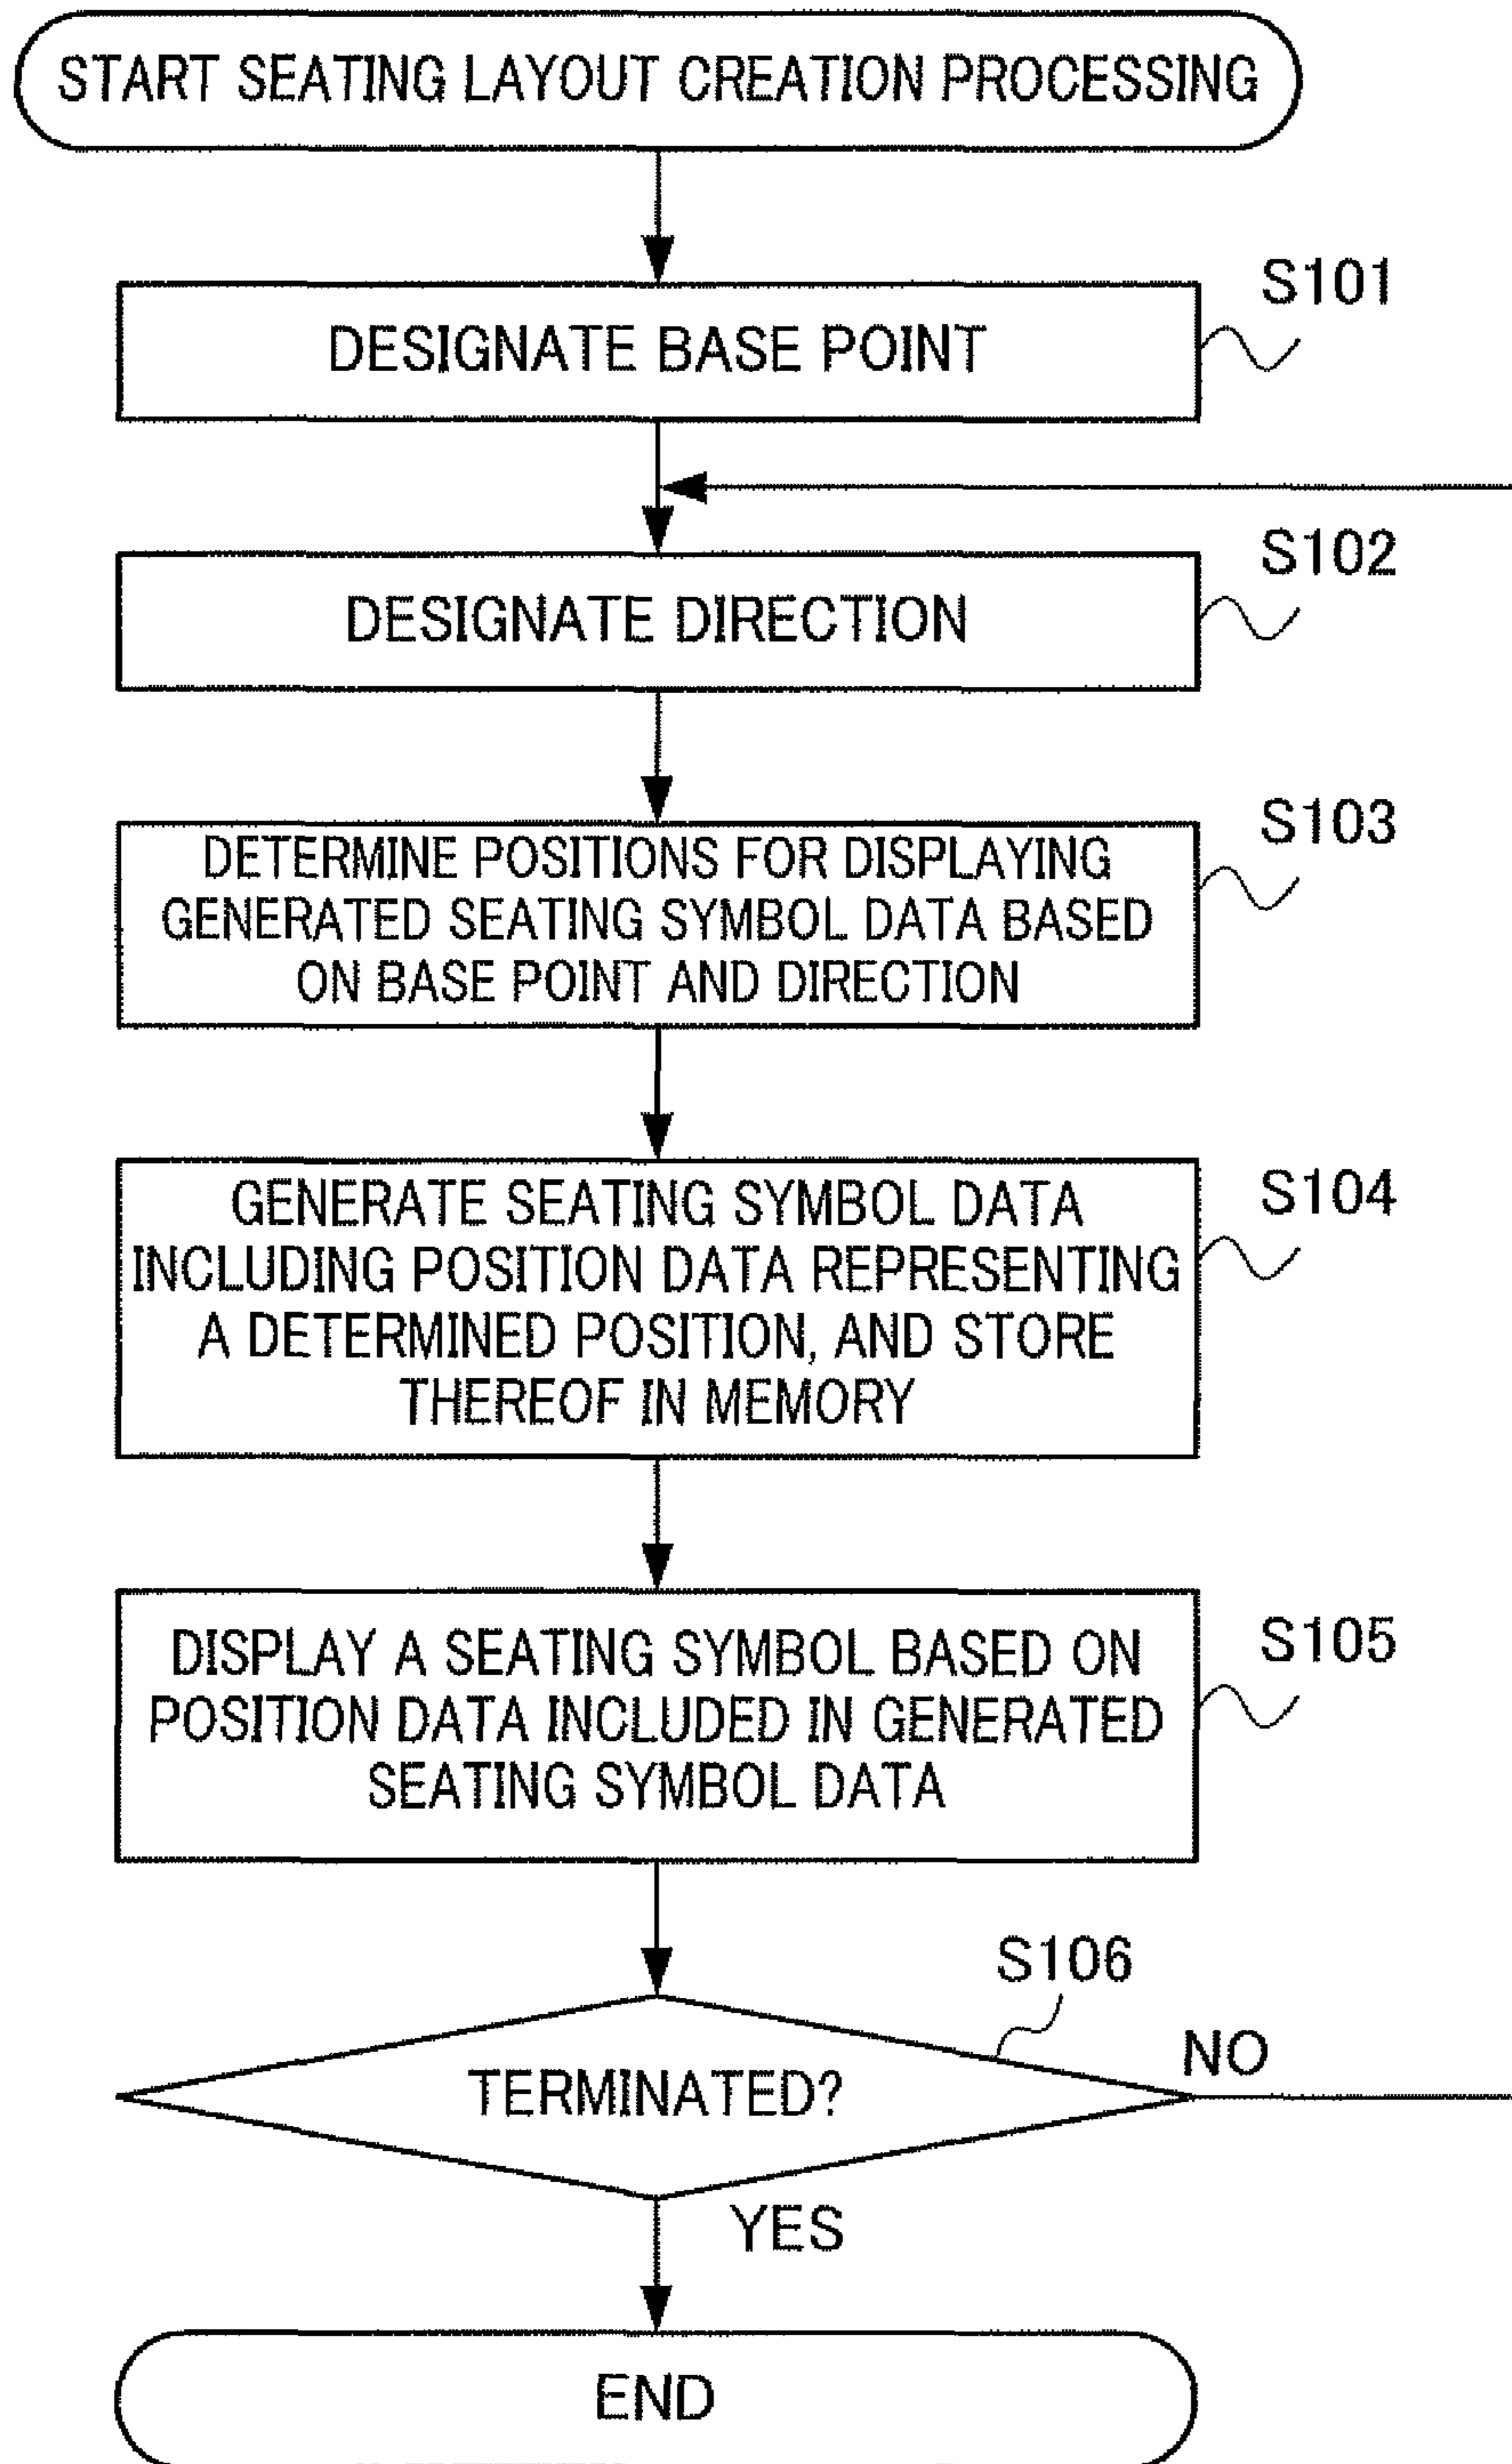 START SEATING LAYOUT CREATION PROCESSING
S101
DESIGNATE BASE POINT
S102
DESIGNATE DIRECTION
S103
DETERMINE POSITIONS FOR DISPLAYING
GENERATED SEATING SYMBOL DATA BASED
ON BASE POINT AND DIRECTION
S104
GENERATE SEATING SYMBOL DATA
INCLUDING POSITION DATA REPRESENTING
A DETERMINED POSITION, AND STORE
THEREOF IN MEMORY
S105
DISPLAY A SEATING SYMBOL BASED ON
POSITION DATA INCLUDED IN GENERATED
SEATING SYMBOL DATA
S106
NO
TERMINATED?
YES
END